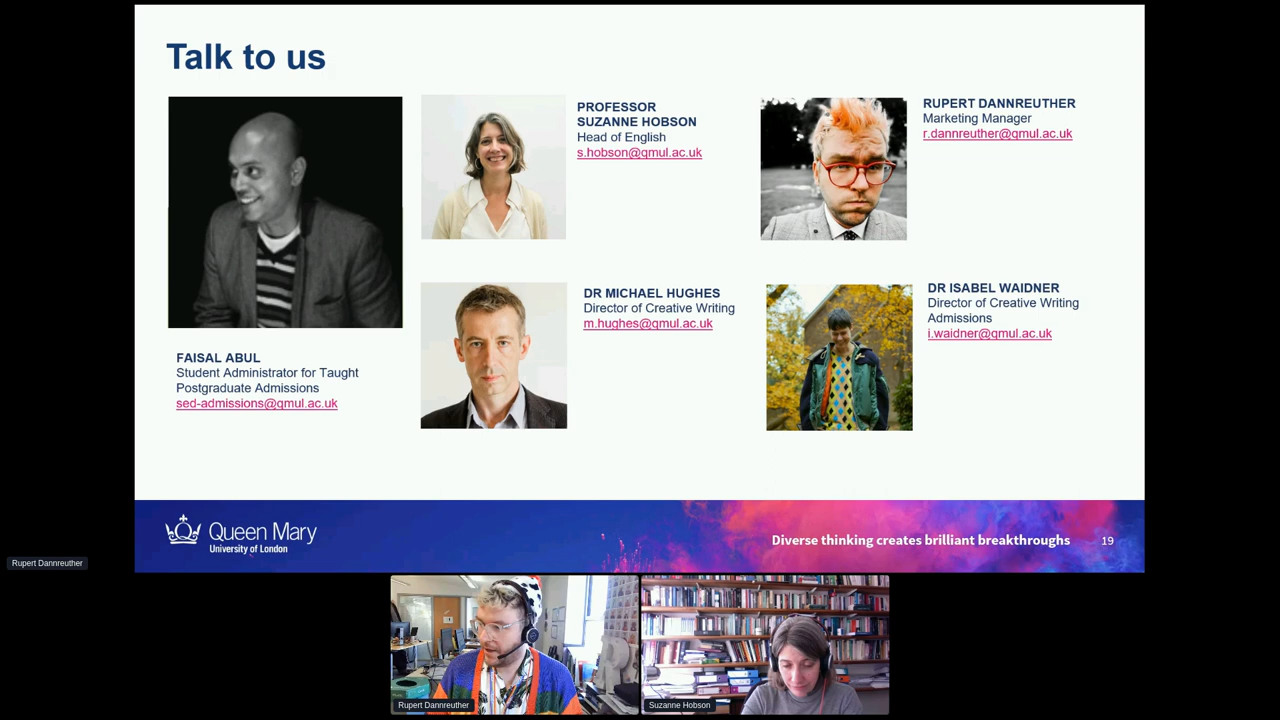 Talk to us
FAISAL ABUL
Student Administrator for Taught
Postgraduate Admissions
sed-admissions@qmul.ac.uk
PROFESSOR
SUZANNE HOBSON
Head of English
s.hobson@qmul.ac.uk
DR MICHAEL HUGHES
Director of Creative Writing
m.hughes@qmul.ac.uk
RUPERT DANNREUTHER
Marketing Manager
r.dannreuther@qmul.ac.uk
DR ISABEL WAIDNER
Director of Creative Writing
Admissions
i.waidner@qmul.ac.uk
Queen Mary
University of London
Diverse thinking creates brilliant breakthroughs
19
Rupert Dannreuther
Rupert Dannreuther
Suzanne Hobson